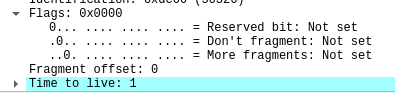 Flags: 0x0000
0... .... .... .... = Reserved bit: Not set
.0.. .... .... .... = Don't fragment: Not set
..0. .... .... .... = More fragments: Not set
Fragment offset: 0
Time to live: 1